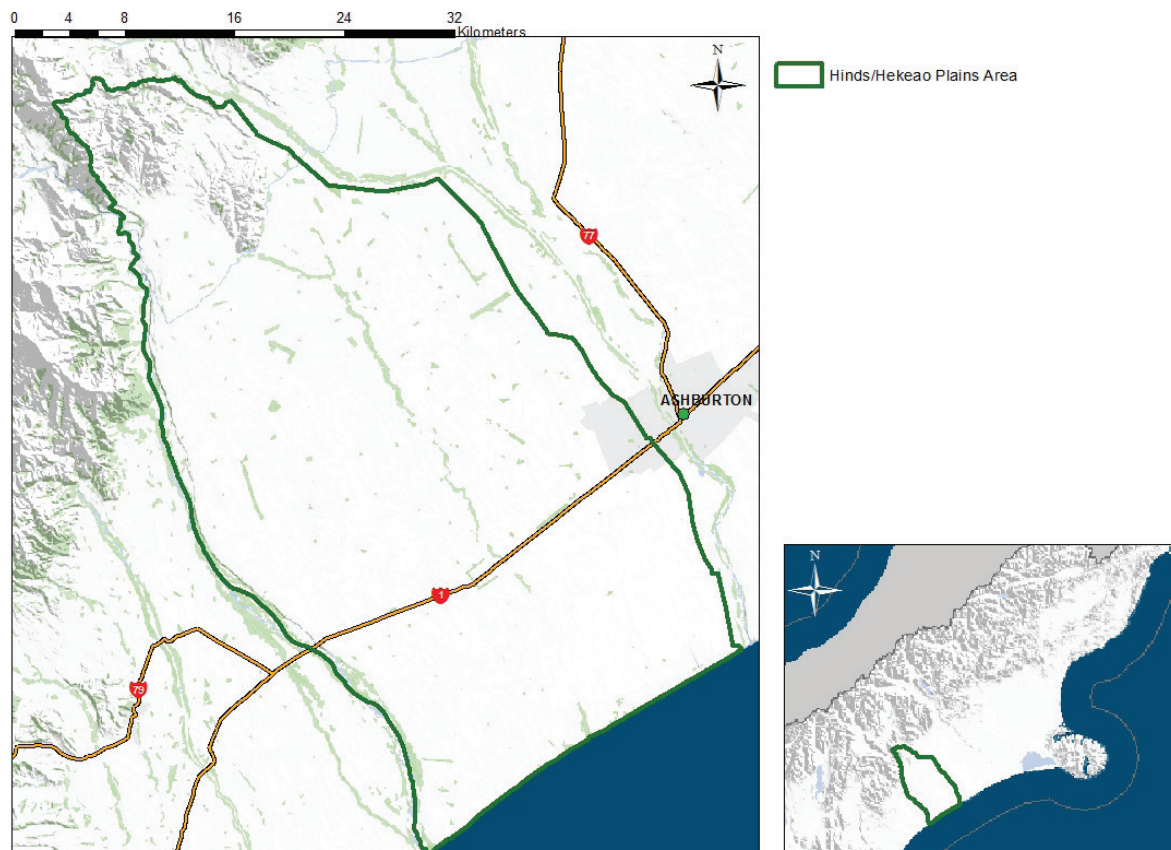 0 4 8 16 24 32
Kilometers
N
Hinds/Hekeao Plains Area
77
ASHBURTON
1
79
N